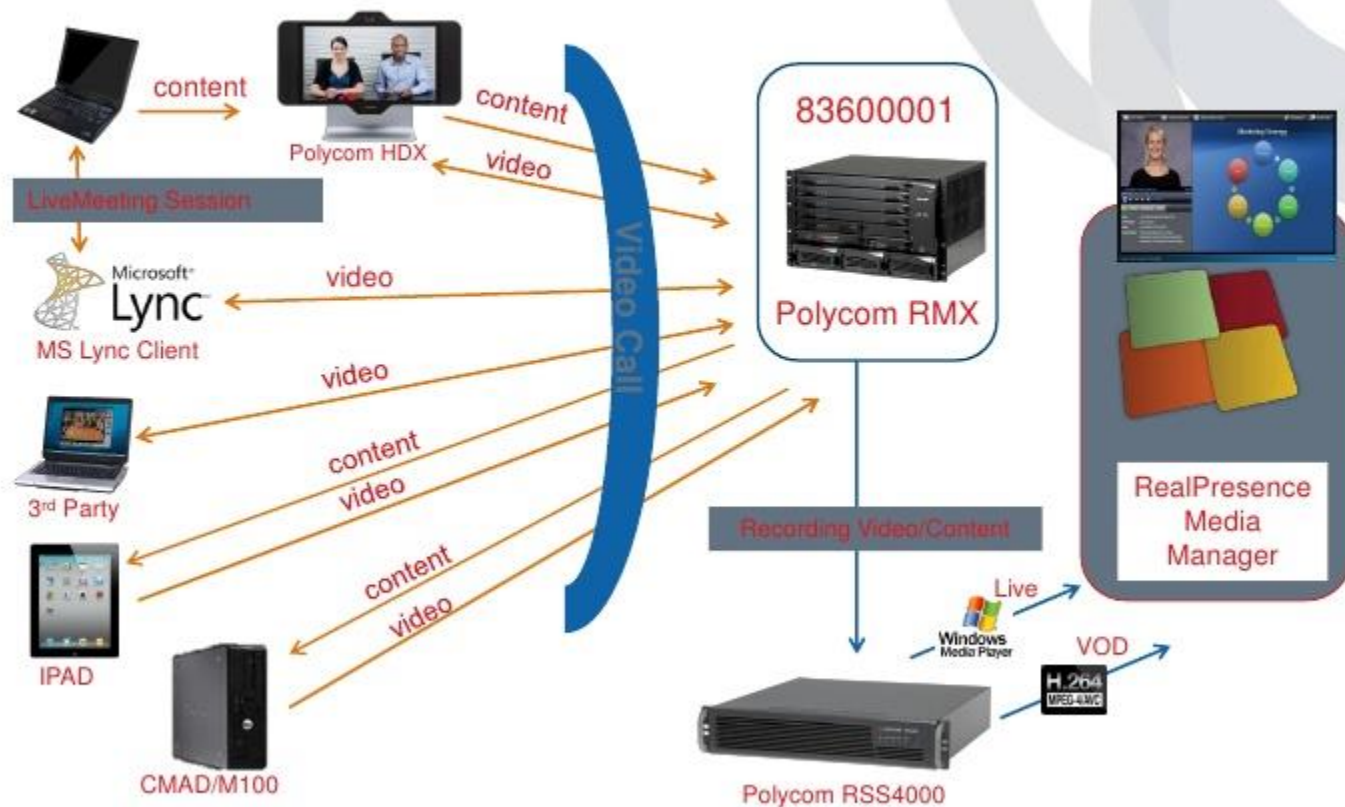 content
Polycom HDX
content
video
LiveMeeting Session
Microsoft®
Lync
MS Lync Client
video
video
3rd Party
content
video
IPAD
content
video
CMAD/M100
Video Call
83600001
Polycom RMX
Recording Video/Content
Live
Windows
Media Player
VOD
H.264
MPEG-4/AVC
Polycom RSS4000
RealPresence
Media
Manager